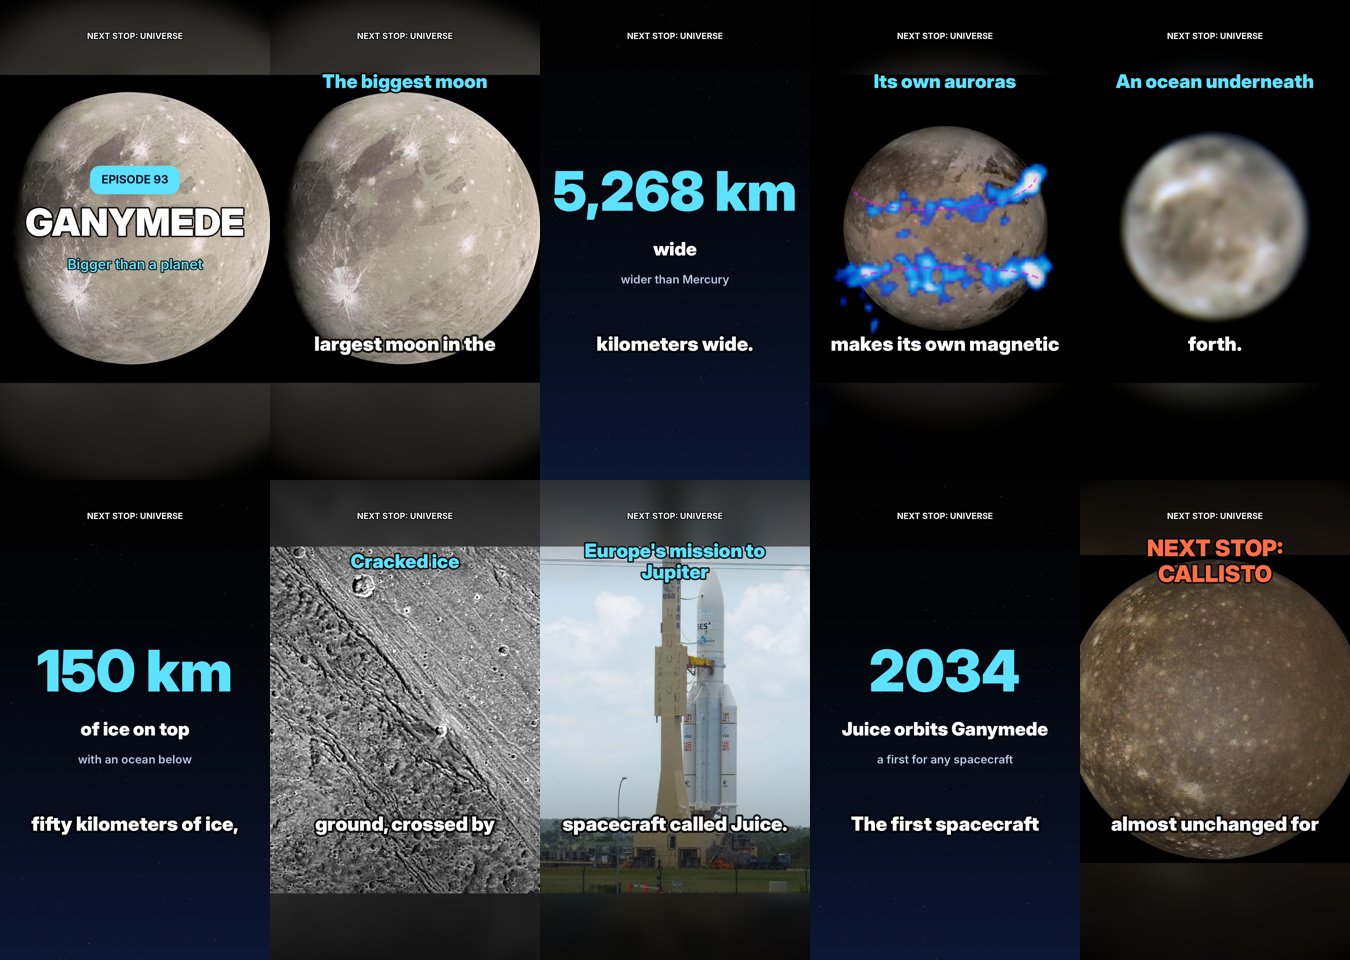 NEXT STOP: UNIVERSE
EPISODE 93
GANYMEDE
Bigger than a planet
NEXT STOP: UNIVERSE
The biggest moon
largest moon in the
NEXT STOP: UNIVERSE
5,268 km
wide
wider than Mercury
kilometers wide.
NEXT STOP: UNIVERSE
Its own auroras
makes its own magnetic
NEXT STOP: UNIVERSE
An ocean underneath
forth.
NEXT STOP: UNIVERSE
150 km
of ice on top
with an ocean below
fifty kilometers of ice,
NEXT STOP: UNIVERSE
Cracked ice
ground, crossed by
NEXT STOP: UNIVERSE
Europe's mission to
Jupiter
esa
spacecraft called Juice.
NEXT STOP: UNIVERSE
2034
Juice orbits Ganymede
a first for any spacecraft
The first spacecraft
NEXT STOP: UNIVERSE
NEXT STOP:
CALLISTO
almost unchanged for